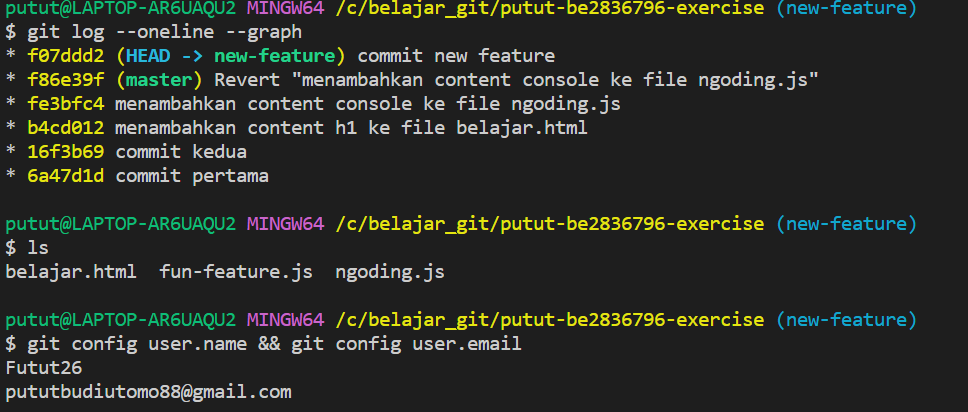 putut@LAPTOP-AR6UAQU2 MINGW64 /c/belajar_git/putut-be2836796-exercise (new-feature)
$ git log --oneline --graph
* f07ddd2 (HEAD -> new-feature) commit new feature
* f86e39f (master) Revert "menambahkan content console ke file ngoding.js"
* fe3bfc4 menambahkan content console ke file ngoding.js
* b4cd012 menambahkan content h1 ke file belajar.html
* 16f3b69 commit kedua
* 6a47d1d commit pertama
putut@LAPTOP-AR6UAQU2 MINGW64 /c/belajar_git/putut-be2836796-exercise (new-feature)
$ ls
belajar.html  fun-feature.js  ngoding.js
putut@LAPTOP-AR6UAQU2 MINGW64 /c/belajar_git/putut-be2836796-exercise (new-feature)
$ git config user.name && git config user.email
Futut26
pututbudiutomo88@gmail.com